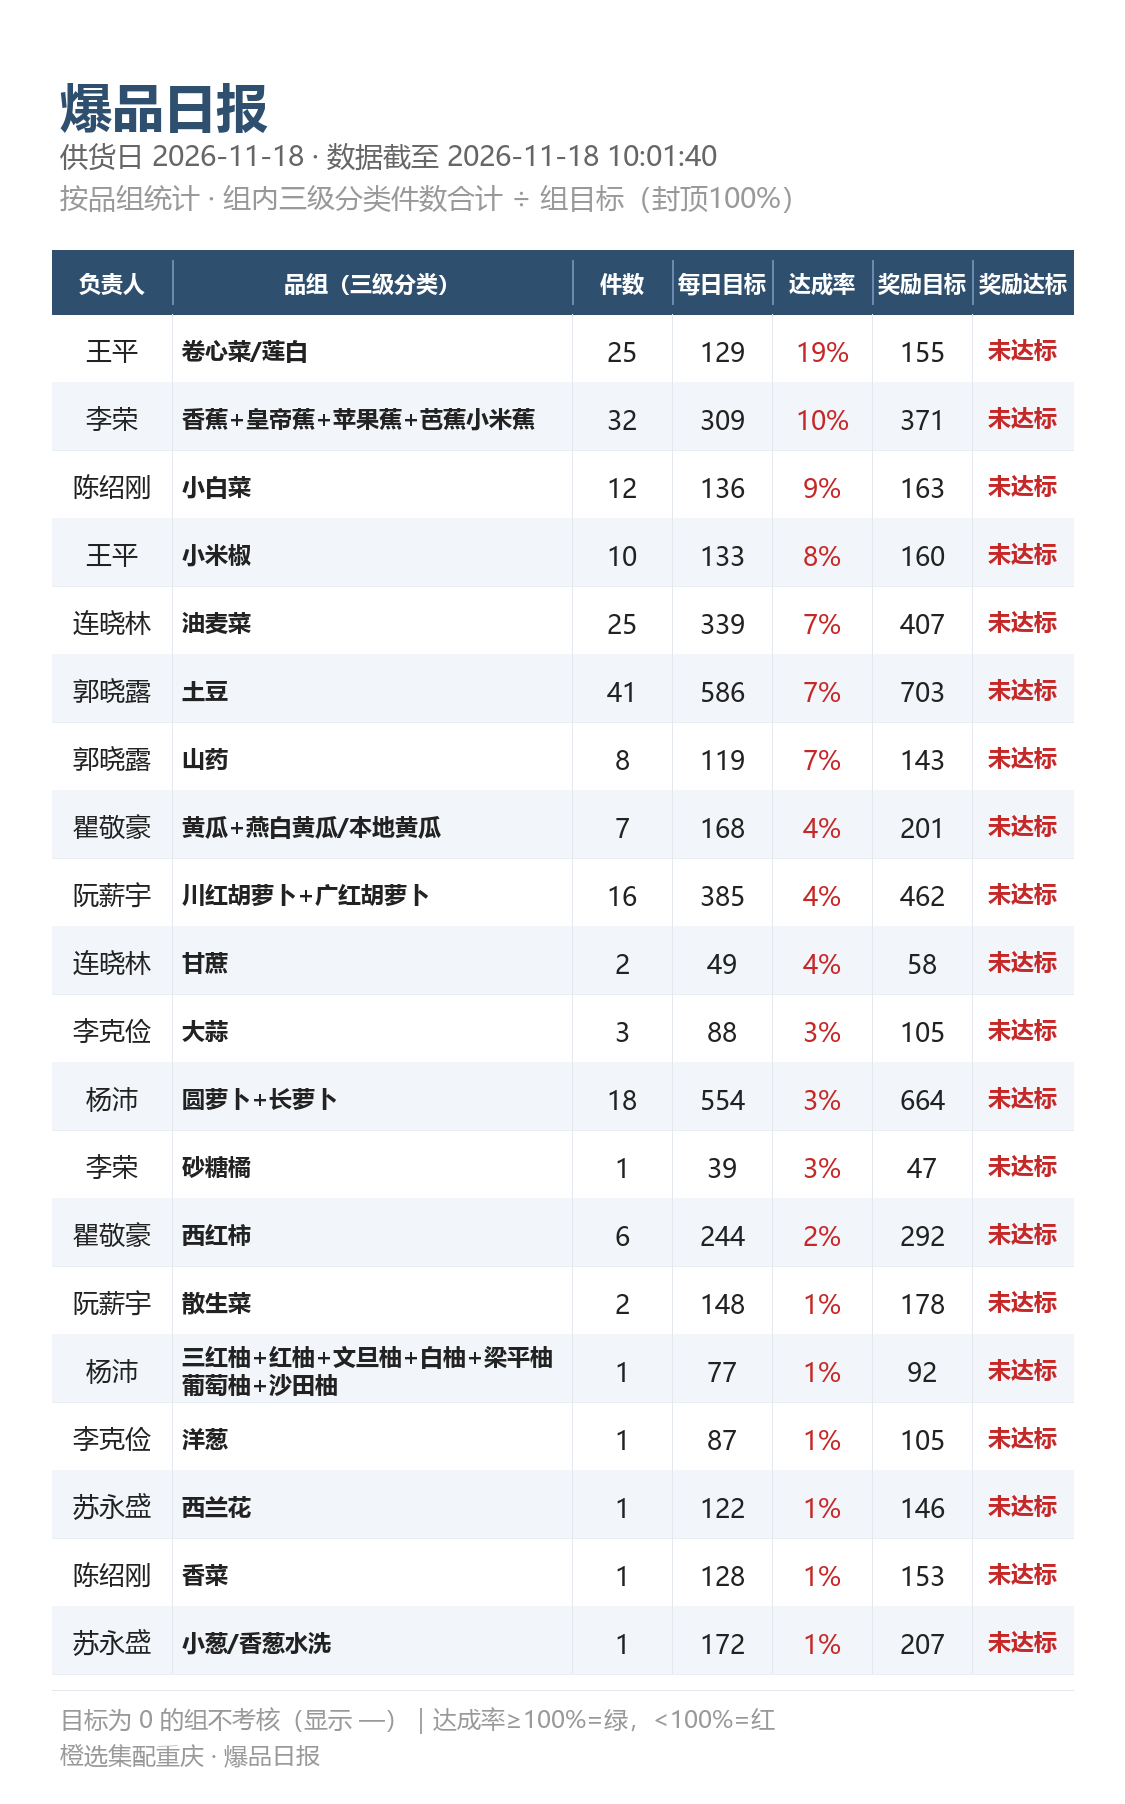 爆品日报
供货日 2026-11-18 · 数据截至 2026-11-18 10:01:40
按品组统计 · 组内三级分类件数合计 ÷ 组目标（封顶100%）
负责人 品组（三级分类） 件数 每日目标 达成率 奖励目标 奖励达标
王平 卷心菜/莲白 25 129 19% 155 未达标
李荣 香蕉+皇帝蕉+苹果蕉+芭蕉小米蕉 32 309 10% 371 未达标
陈绍刚 小白菜 12 136 9% 163 未达标
王平 小米椒 10 133 8% 160 未达标
连晓林 油麦菜 25 339 7% 407 未达标
郭晓露 土豆 41 586 7% 703 未达标
郭晓露 山药 8 119 7% 143 未达标
瞿敬豪 黄瓜+燕白黄瓜/本地黄瓜 7 168 4% 201 未达标
阮薪宇 川红胡萝卜+广红胡萝卜 16 385 4% 462 未达标
连晓林 甘蔗 2 49 4% 58 未达标
李克俭 大蒜 3 88 3% 105 未达标
杨沛 圆萝卜+长萝卜 18 554 3% 664 未达标
李荣 砂糖橘 1 39 3% 47 未达标
瞿敬豪 西红柿 6 244 2% 292 未达标
阮薪宇 散生菜 2 148 1% 178 未达标
杨沛 三红柚+红柚+文旦柚+白柚+梁平柚 1 77 1% 92 未达标
葡萄柚+沙田柚
李克俭 洋葱 1 87 1% 105 未达标
苏永盛 西兰花 1 122 1% 146 未达标
陈绍刚 香菜 1 128 1% 153 未达标
苏永盛 小葱/香葱水洗 1 172 1% 207 未达标
目标为 0 的组不考核（显示 —）｜达成率≥100%=绿，<100%=红
橙选集配重庆 · 爆品日报